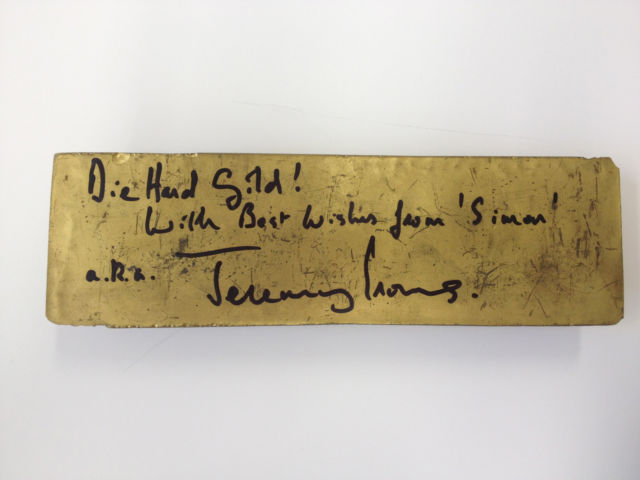 Die Hard Gold!
With Best Wishes from 'Simon'
a.k.a. Jeremy Irons.